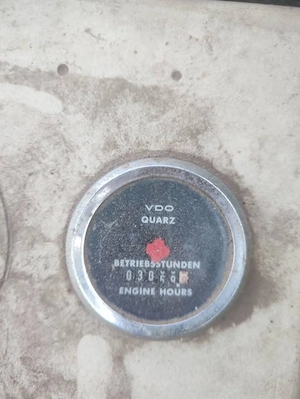 VDO
QUARZ
BETRIEBSSTUNDEN
ENGINE HOURS